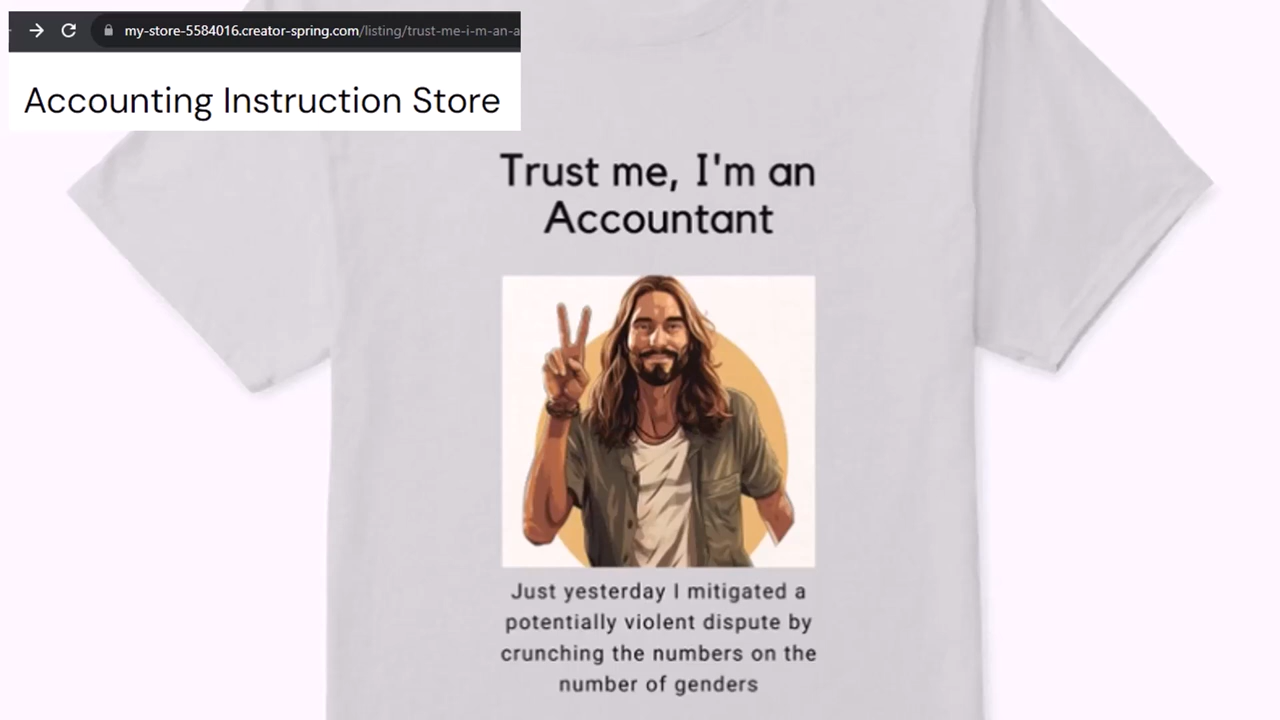 my-store-5584016.creator-spring.com/listing/trust-me-i-m-an-a
Accounting Instruction Store
Trust me, I'm an
Accountant
Just yesterday I mitigated a
potentially violent dispute by
crunching the numbers on the
number of genders